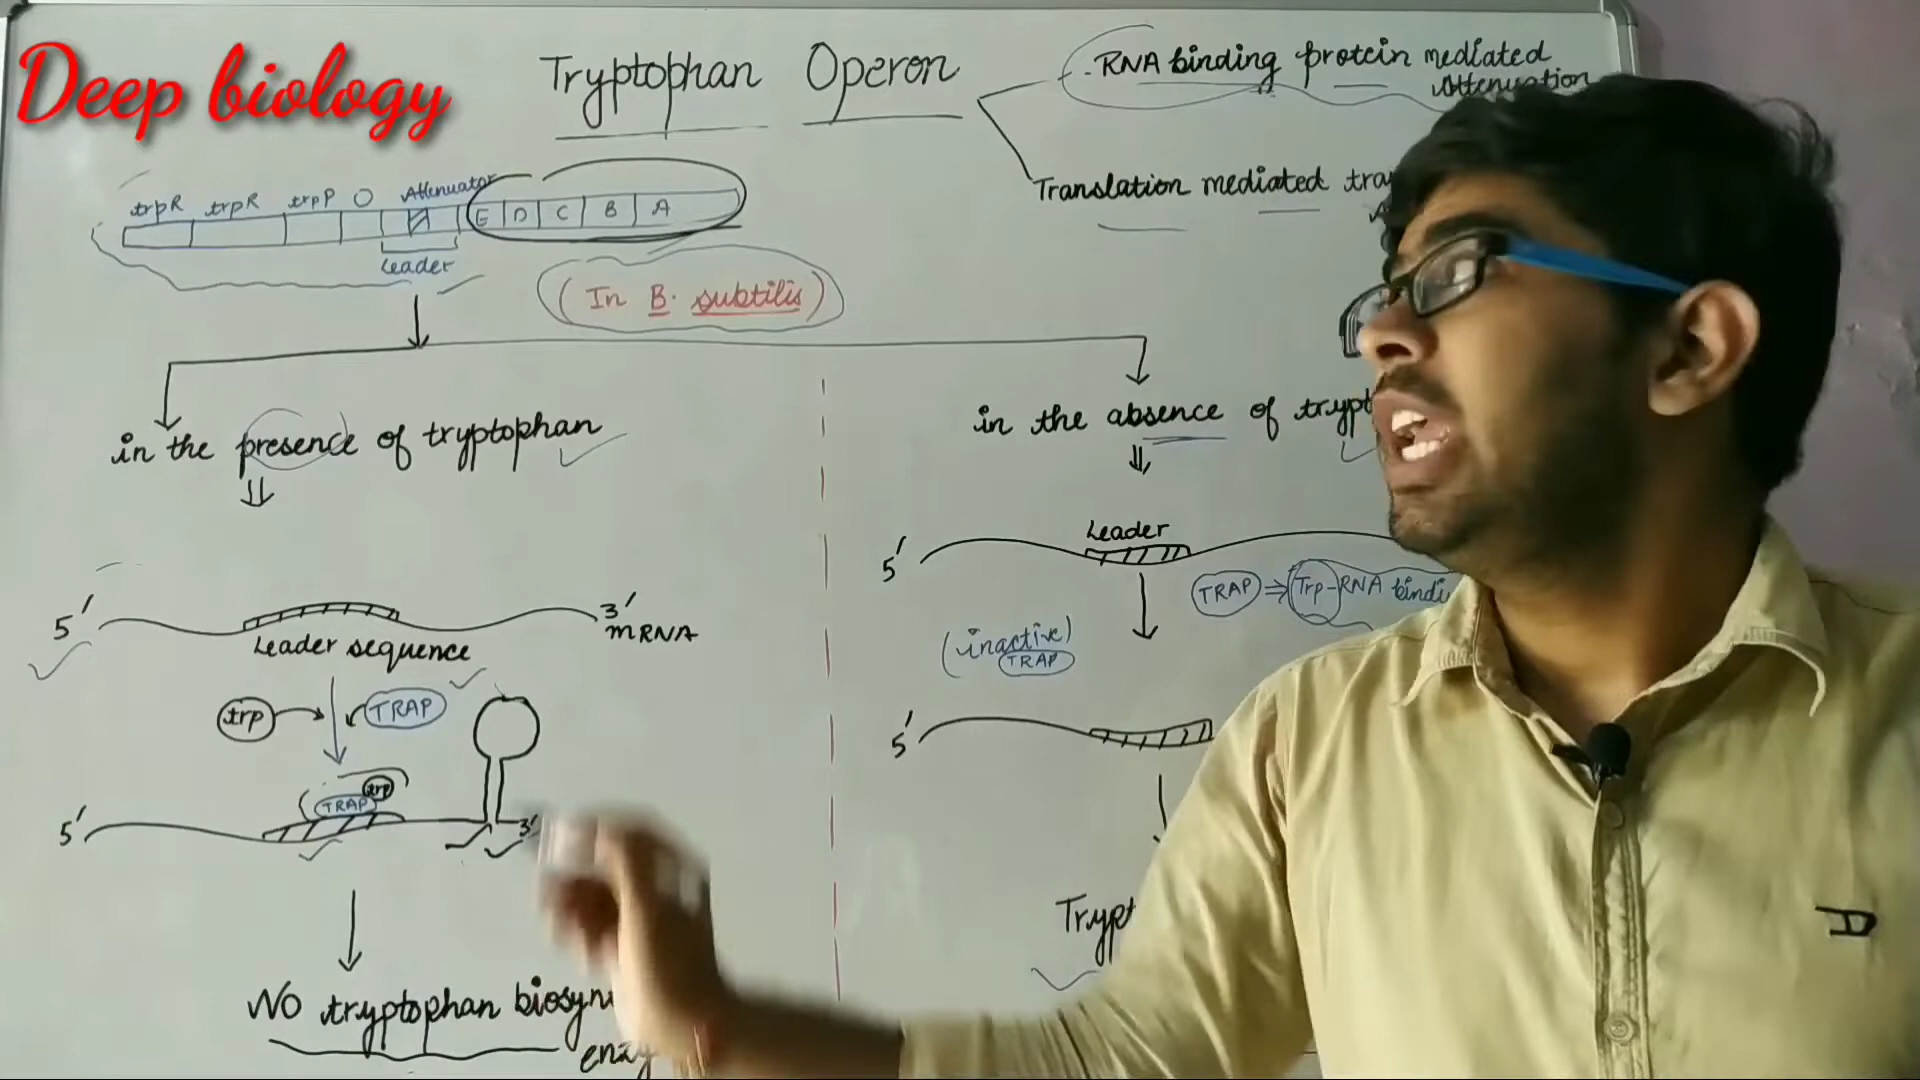 Deep biology
Tryptophan Operon
RNA binding protein mediated
Attenuation
Translation mediated
trpR trpR trpP O Attenuator
E D C B A
Leader
(In B. subtilis)
in the presence of tryptophan
in the absence of
5' 3'
mRNA
Leader sequence
trp TRAP
TRAP trp
5' 3'
NO tryptophan
Leader
5'
TRAP ⇒ Trp-RNA
(inactive)
TRAP
5'